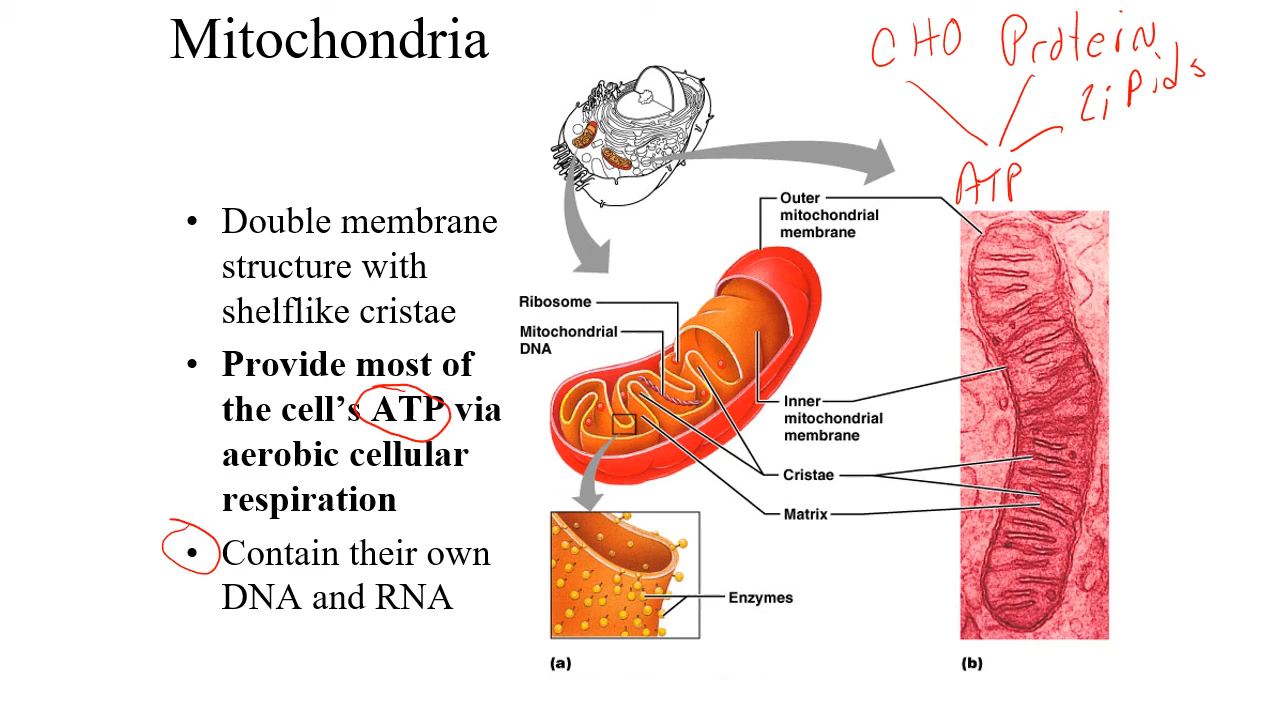 Mitochondria
CHO Protein
Lipids
ATP
• Double membrane
structure with
shelflike cristae
• Provide most of
the cell’s ATP via
aerobic cellular
respiration
• Contain their own
DNA and RNA
Outer
mitochondrial
membrane
Ribosome
Mitochondrial
DNA
Inner
mitochondrial
membrane
Cristae
Matrix
Enzymes
(a)
(b)